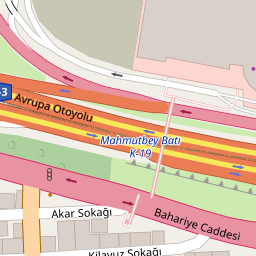 -3
Avrupa Otoyolu
Mahmutbey Batı
K-19
Akar Sokağı
Bahariye Caddesi
Kılavuz Sokağı